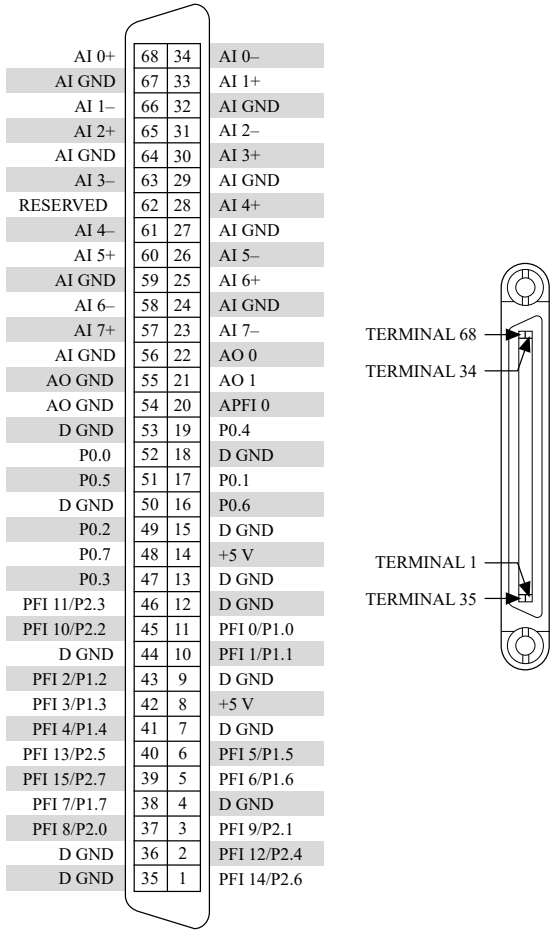 AI 0+ 68 34 AI 0–
AI GND 67 33 AI 1+
AI 1– 66 32 AI GND
AI 2+ 65 31 AI 2–
AI GND 64 30 AI 3+
AI 3– 63 29 AI GND
RESERVED 62 28 AI 4+
AI 4– 61 27 AI GND
AI 5+ 60 26 AI 5–
AI GND 59 25 AI 6+
AI 6– 58 24 AI GND
AI 7+ 57 23 AI 7–
AI GND 56 22 AO 0
AO GND 55 21 AO 1
AO GND 54 20 APFI 0
D GND 53 19 P0.4
P0.0 52 18 D GND
P0.5 51 17 P0.1
D GND 50 16 P0.6
P0.2 49 15 D GND
P0.7 48 14 +5 V
P0.3 47 13 D GND
PFI 11/P2.3 46 12 D GND
PFI 10/P2.2 45 11 PFI 0/P1.0
D GND 44 10 PFI 1/P1.1
PFI 2/P1.2 43 9 D GND
PFI 3/P1.3 42 8 +5 V
PFI 4/P1.4 41 7 D GND
PFI 13/P2.5 40 6 PFI 5/P1.5
PFI 15/P2.7 39 5 PFI 6/P1.6
PFI 7/P1.7 38 4 D GND
PFI 8/P2.0 37 3 PFI 9/P2.1
D GND 36 2 PFI 12/P2.4
D GND 35 1 PFI 14/P2.6
TERMINAL 68
TERMINAL 34
TERMINAL 1
TERMINAL 35